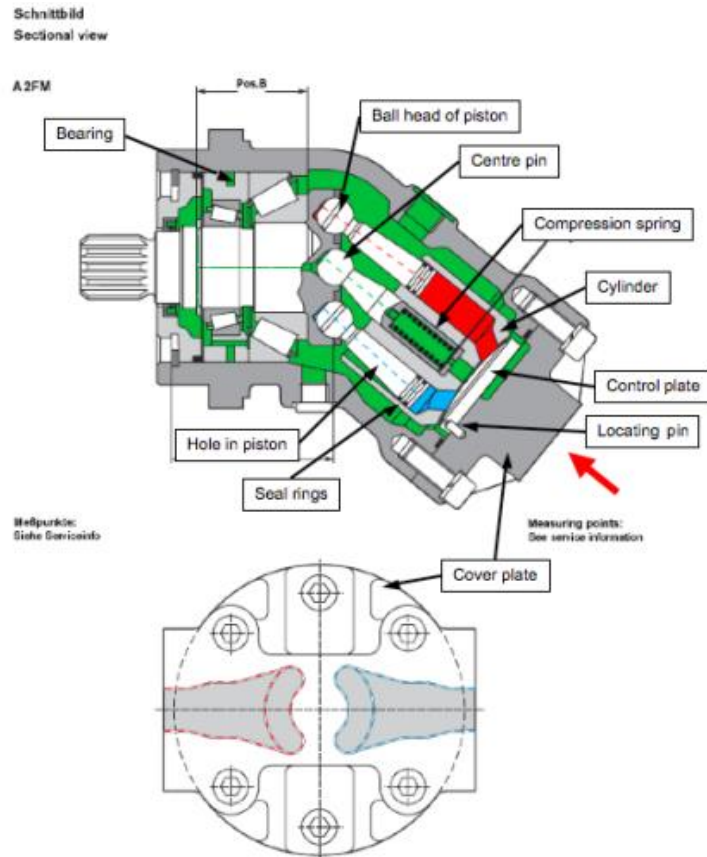 Schnittbild
Sectional view
A2FM
Pos.B
Bearing
Ball head of piston
Centre pin
Compression spring
Cylinder
Control plate
Locating pin
Hole in piston
Seal rings
Meßpunkte:
Siehe Serviceinfo
Measuring points:
See service information
Cover plate